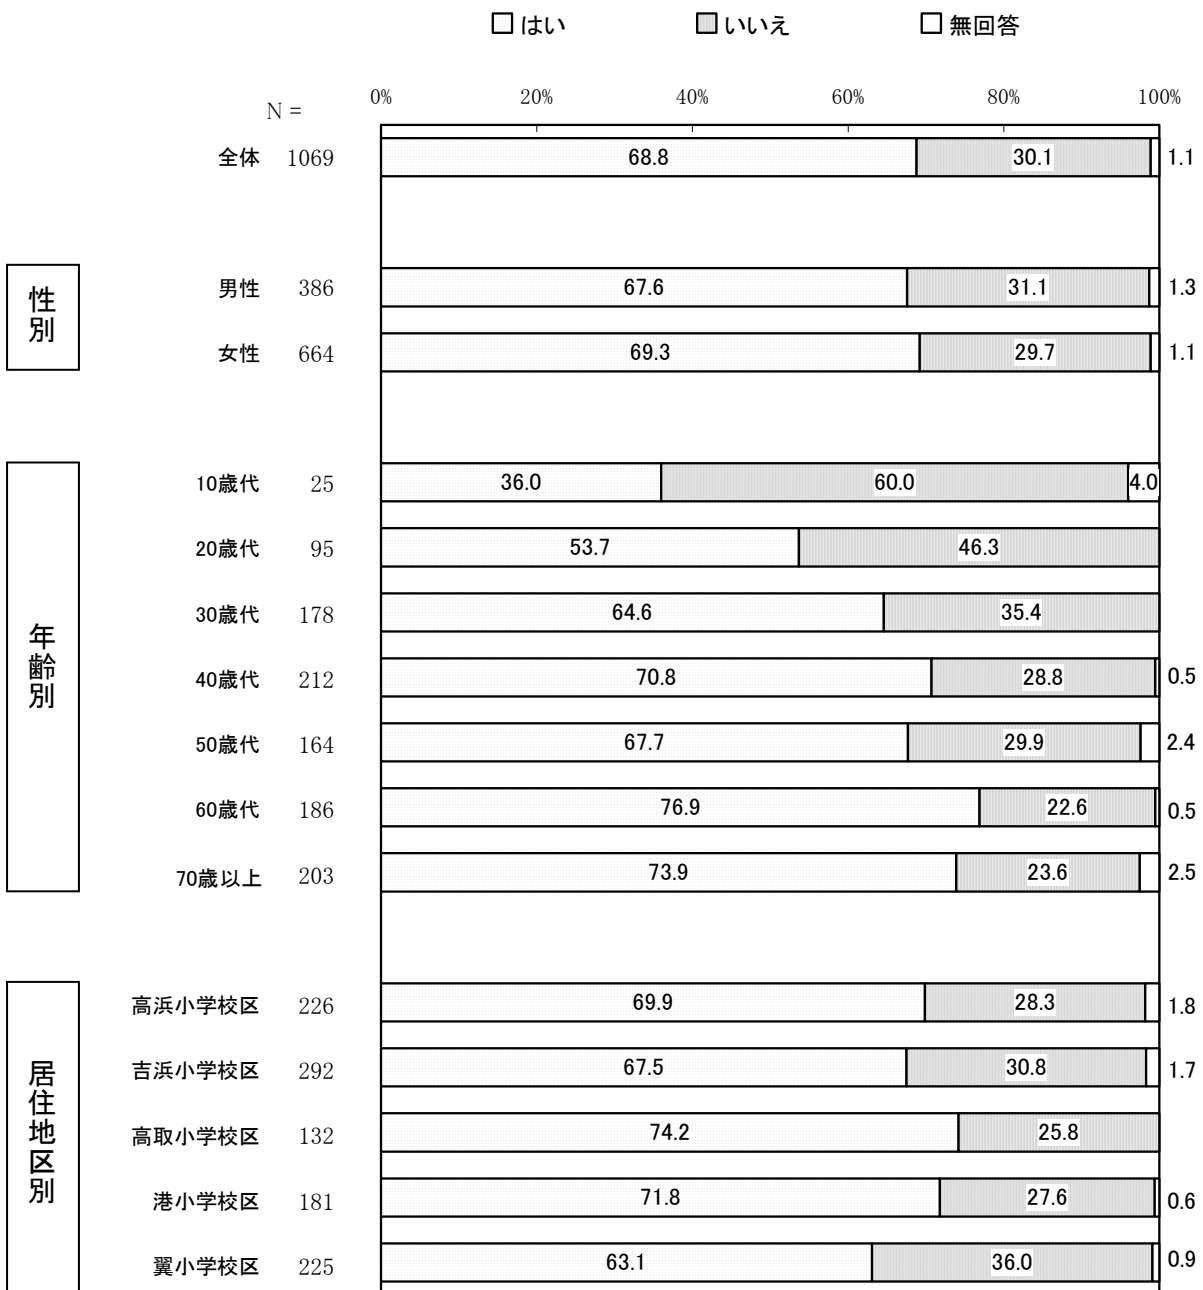 はい いいえ 無回答
N = 0% 20% 40% 60% 80% 100%
全体 1069 68.8 30.1 1.1
性別
男性 386 67.6 31.1 1.3
女性 664 69.3 29.7 1.1
年齢別
10歳代 25 36.0 60.0 4.0
20歳代 95 53.7 46.3
30歳代 178 64.6 35.4
40歳代 212 70.8 28.8 0.5
50歳代 164 67.7 29.9 2.4
60歳代 186 76.9 22.6 0.5
70歳以上 203 73.9 23.6 2.5
居住地区別
高浜小学校区 226 69.9 28.3 1.8
吉浜小学校区 292 67.5 30.8 1.7
高取小学校区 132 74.2 25.8
港小学校区 181 71.8 27.6 0.6
翼小学校区 225 63.1 36.0 0.9